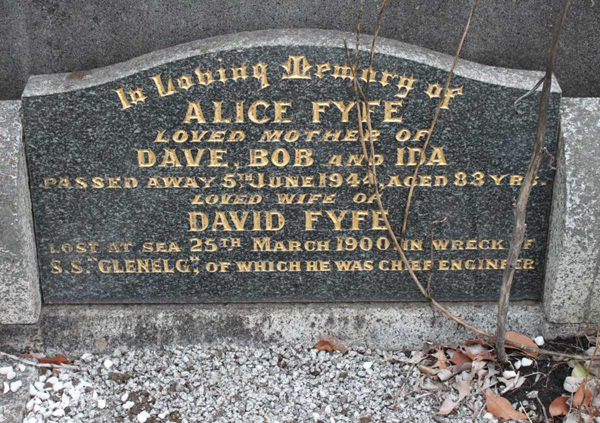 In Loving Memory of
ALICE FYFE
LOVED MOTHER OF
DAVE, BOB AND IDA
PASSED AWAY 5TH JUNE 1944, AGED 83 YRS.
LOVED WIFE OF
DAVID FYFE
LOST AT SEA 25TH MARCH 1900, IN WRECK OF
S.S. "GLENELG", OF WHICH HE WAS CHIEF ENGINEER